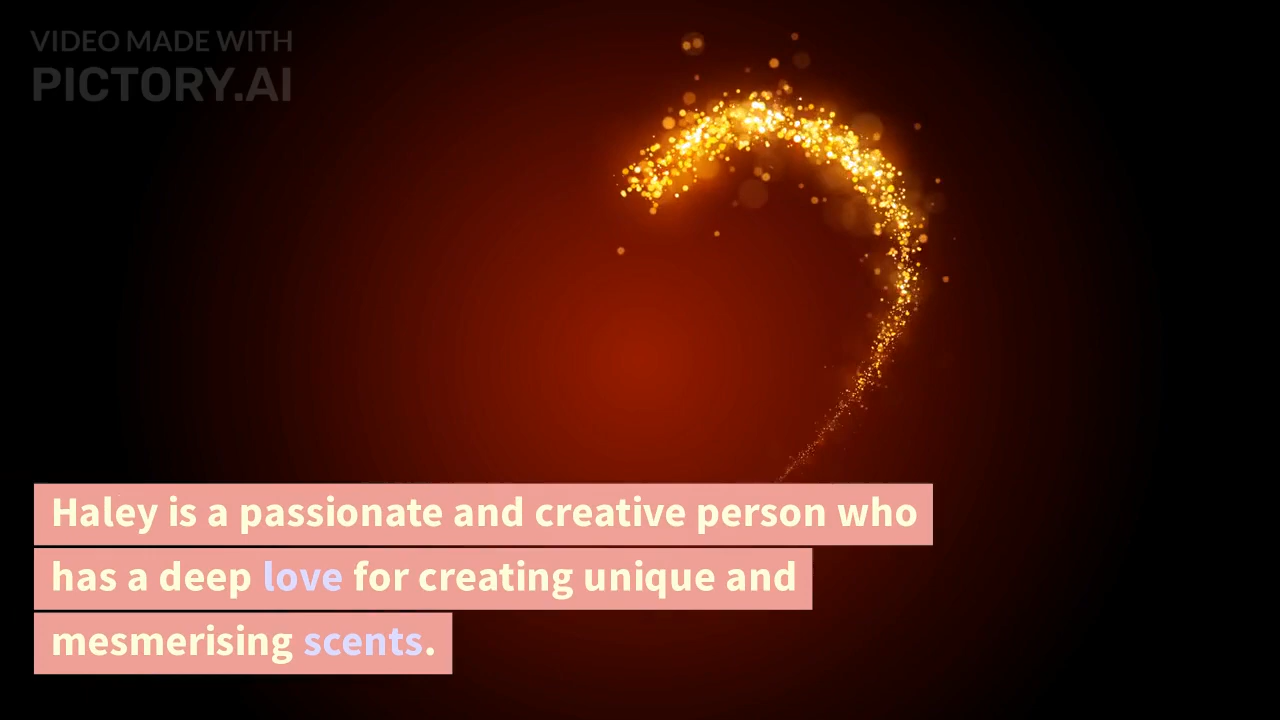 VIDEO MADE WITH
PICTORY.AI
Haley is a passionate and creative person who
has a deep love for creating unique and
mesmerising scents.